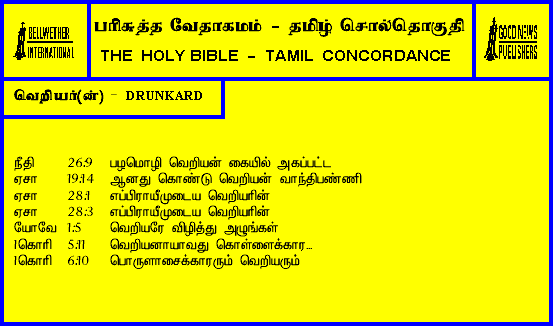 BELLWETHER
INTERNATIONAL
பரிசுத்த வேதாகமம் - தமிழ் சொல்தொகுதி
THE HOLY BIBLE - TAMIL CONCORDANCE
GOOD NEWS
PUBLISHERS
வெறியர்(ன்) - DRUNKARD
நீதி 26:9 பழமொழி வெறியன் கையில் அகப்பட்ட
ஏசா 19:14 ஆனது கொண்டு வெறியன் வாந்திபண்ணி
ஏசா 28:1 எப்பிராயீமுடைய வெறியரின்
ஏசா 28:3 எப்பிராயீமுடைய வெறியரின்
யோவே 1:5 வெறியரே விழித்து அழுங்கள்
1கொரி 5:11 வெறியனாயாவது கொள்ளைக்கார...
1கொரி 6:10 பொருளாசைக்காரரும் வெறியரும்